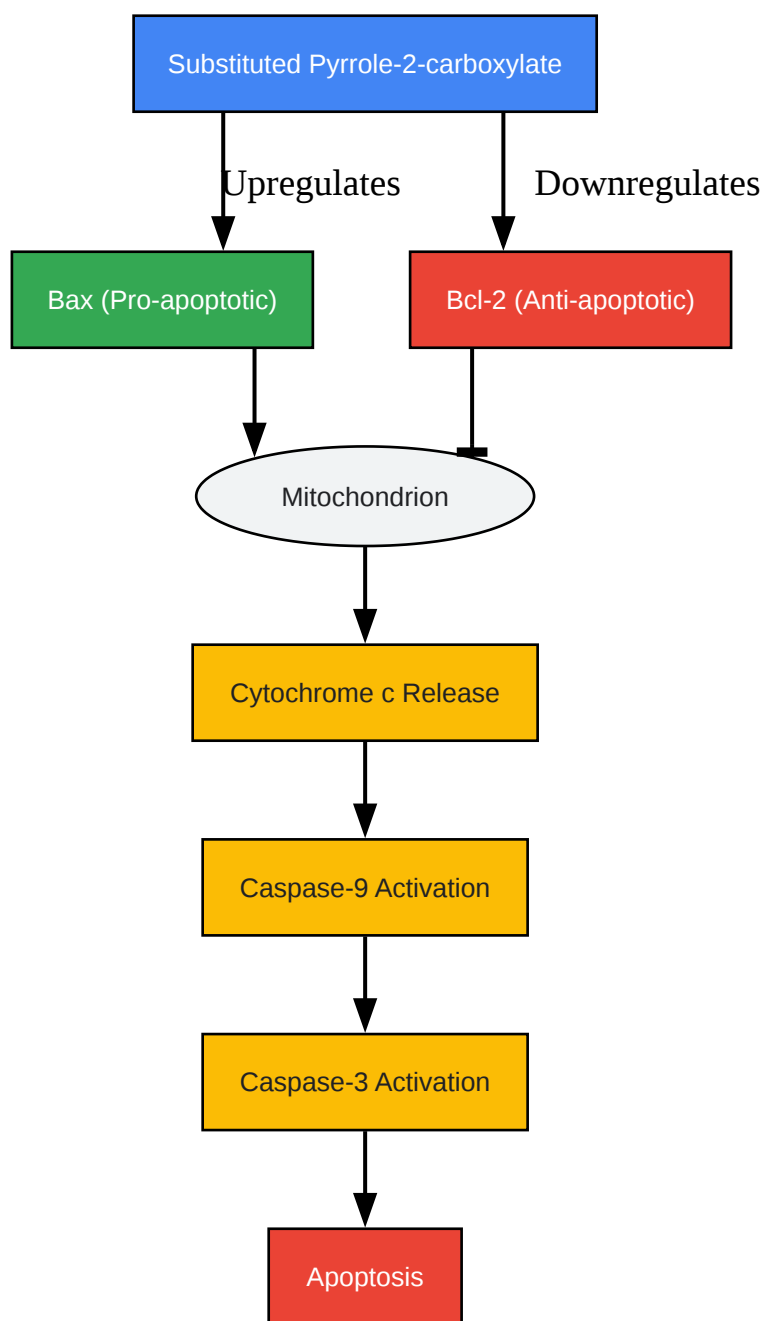 Substituted Pyrrole-2-carboxylate
Upregulates
Downregulates
Bax (Pro-apoptotic)
Bcl-2 (Anti-apoptotic)
Mitochondrion
Cytochrome c Release
Caspase-9 Activation
Caspase-3 Activation
Apoptosis